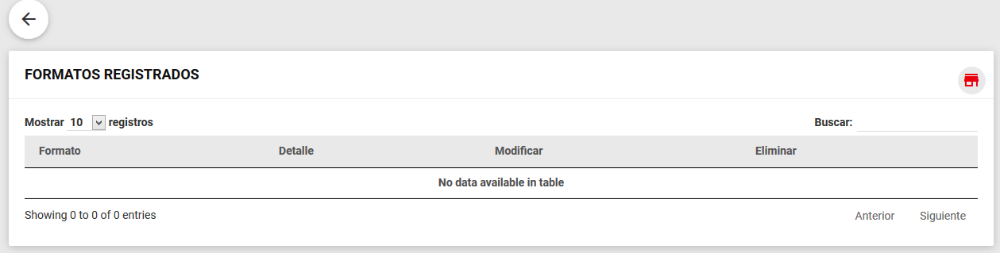 FORMATOS REGISTRADOS
Mostrar 10 registros Buscar:
Formato Detalle Modificar Eliminar
No data available in table
Showing 0 to 0 of 0 entries Anterior Siguiente